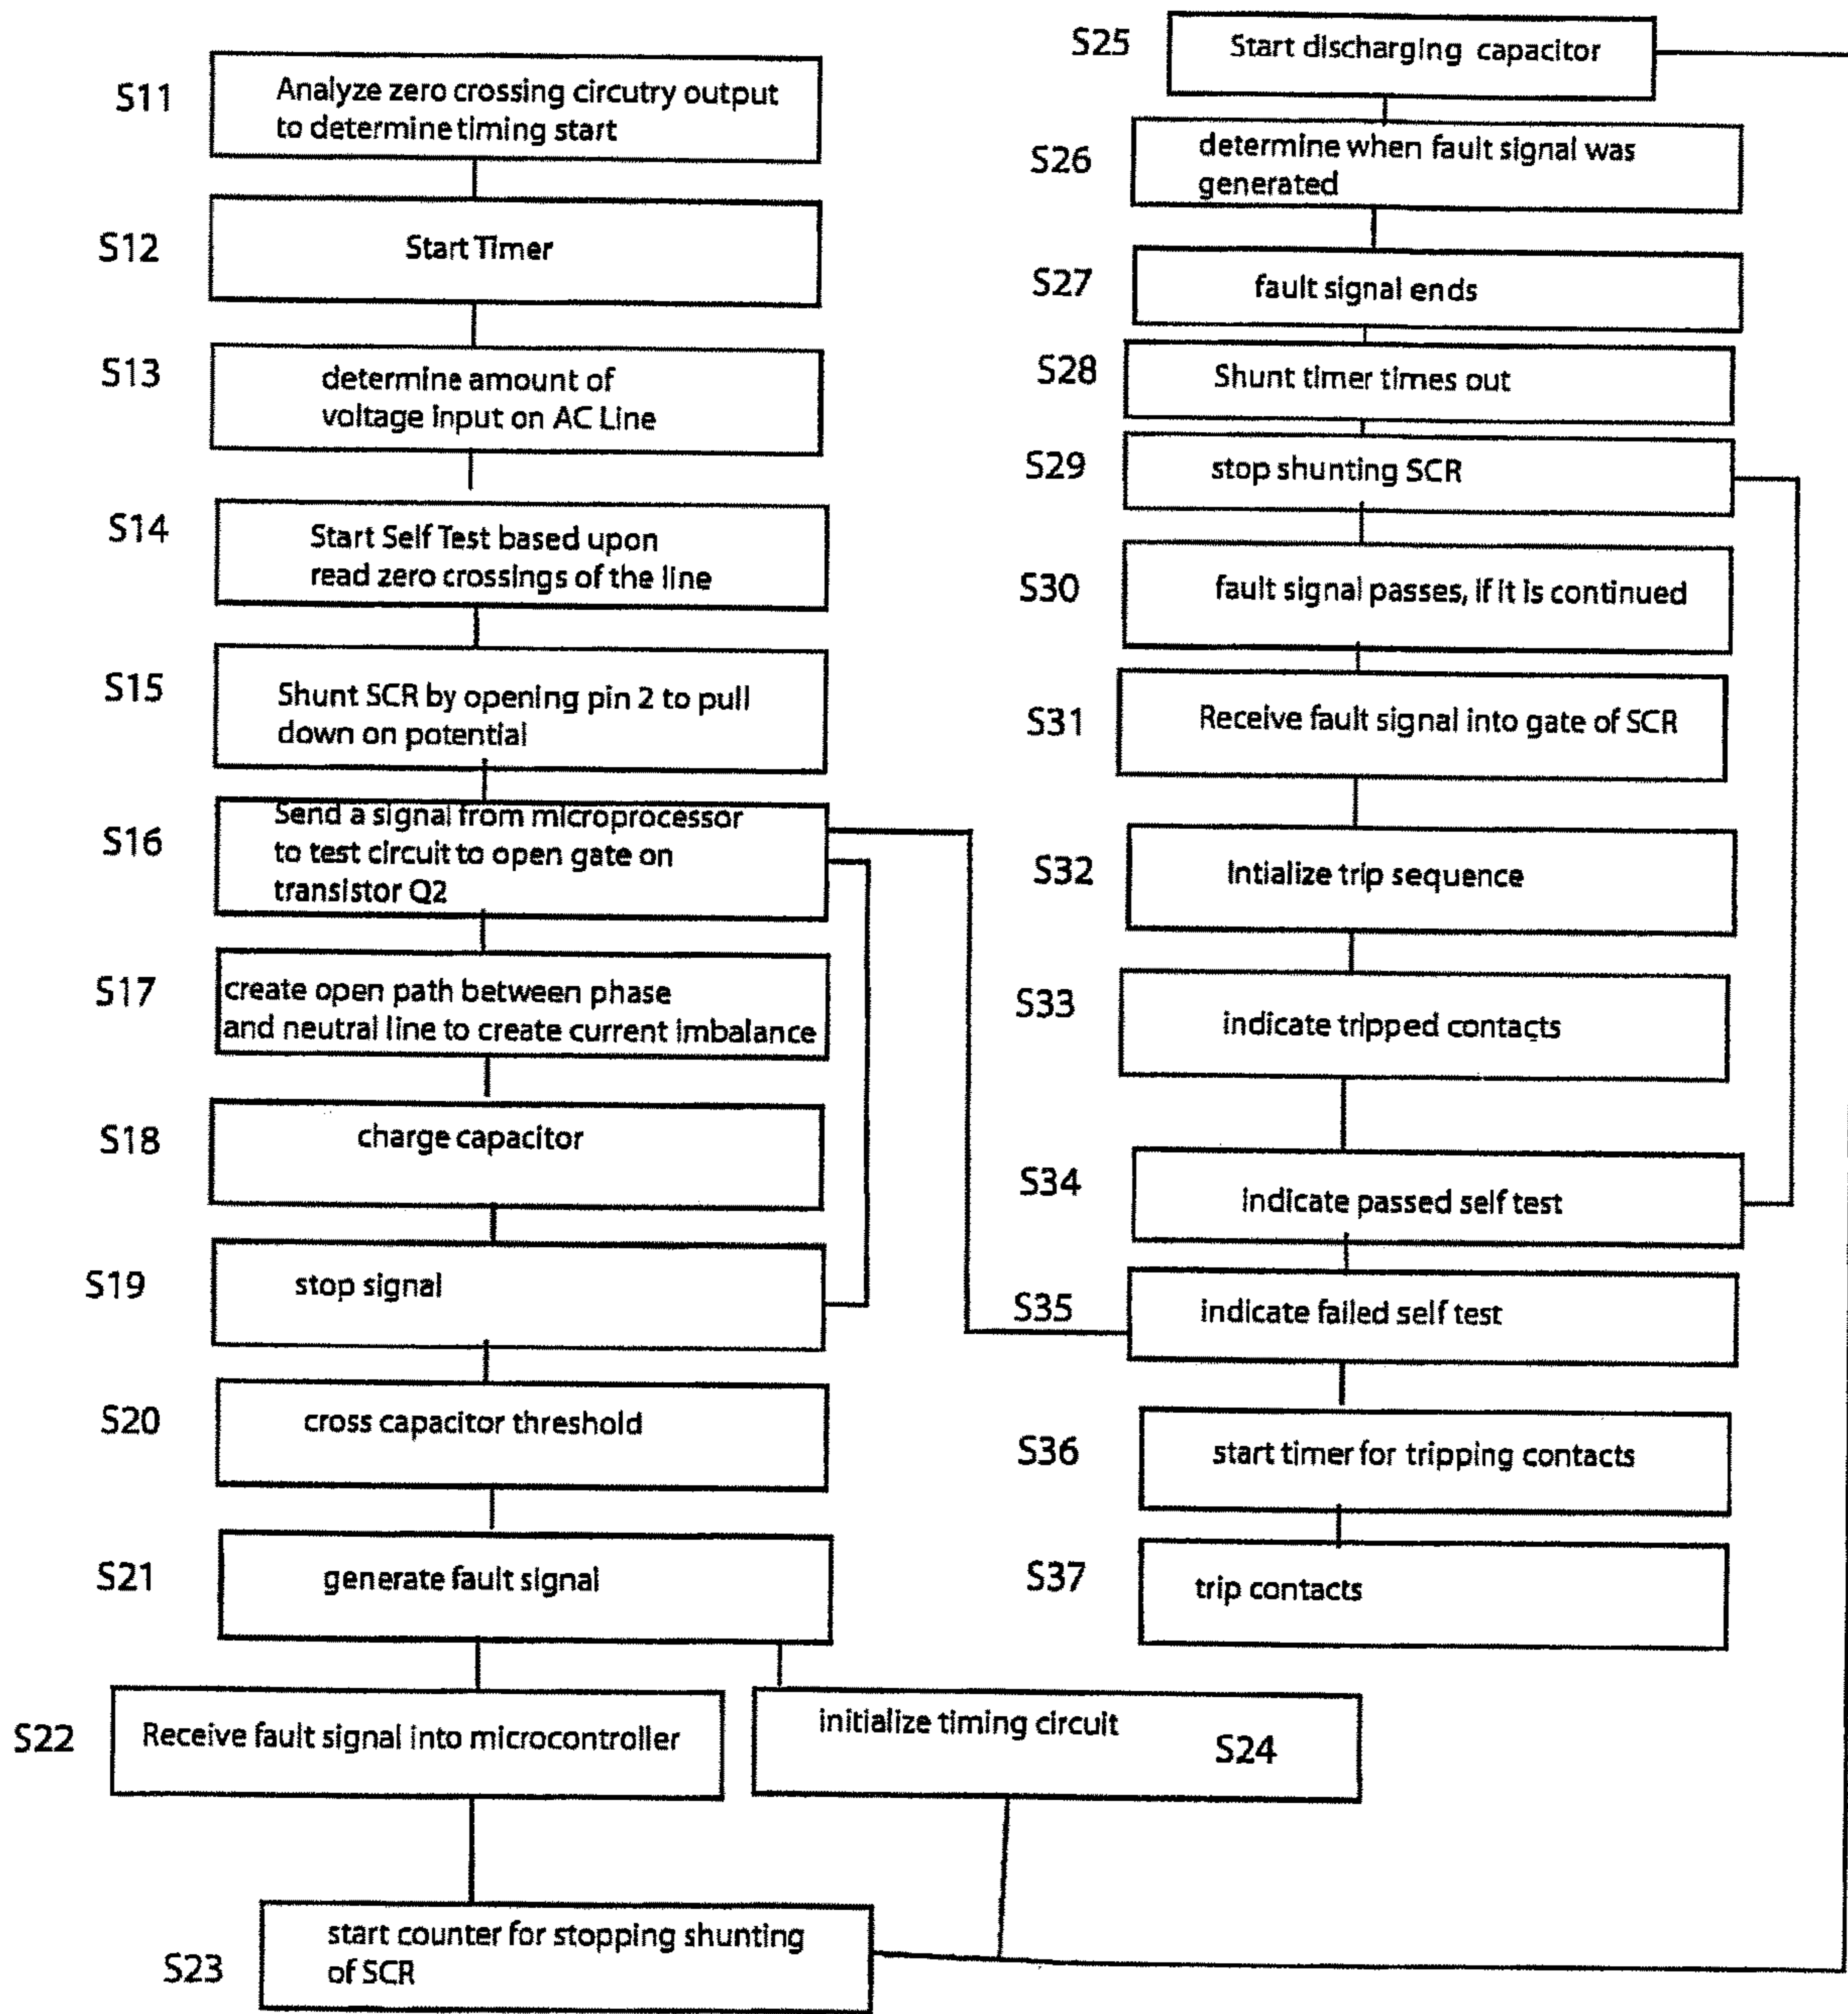 S11
Analyze zero crossing circutry output
to determine timing start
S12
Start Timer
S13
determine amount of
voltage input on AC Line
S14
Start Self Test based upon
read zero crossings of the line
S15
Shunt SCR by opening pin 2 to pull
down on potential
S16
Send a signal from microprocessor
to test circuit to open gate on
transistor Q2
S17
create open path between phase
and neutral line to create current imbalance
S18
charge capacitor
S19
stop signal
S20
cross capacitor threshold
S21
generate fault signal
S22
Receive fault signal into microcontroller
initialize timing circuit
S24
S23
start counter for stopping shunting
of SCR
S25
Start discharging capacitor
S26
determine when fault signal was
generated
S27
fault signal ends
S28
Shunt timer times out
S29
stop shunting SCR
S30
fault signal passes, if it is continued
S31
Receive fault signal into gate of SCR
S32
Intialize trip sequence
S33
indicate tripped contacts
S34
indicate passed self test
S35
indicate failed self test
S36
start timer for tripping contacts
S37
trip contacts